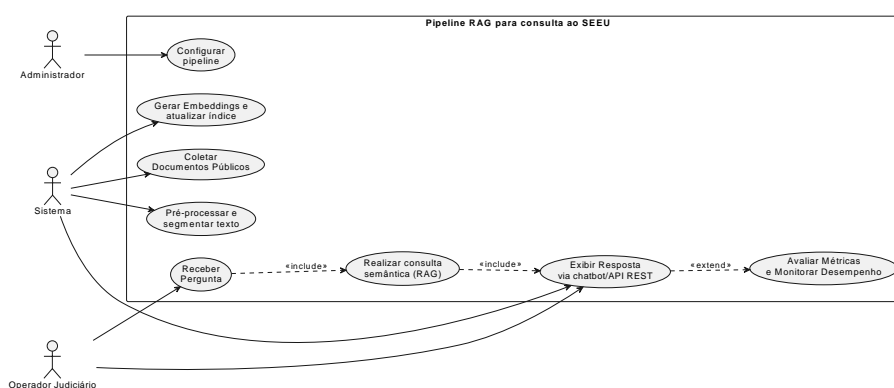 Pipeline RAG para consulta ao SEEU
Administrador
Configurar
pipeline
Gerar Embeddings e
atualizar índice
Coletar
Documentos Públicos
Sistema
Pré-processar e
segmentar texto
Receber
Pergunta
«include»
Realizar consulta
semântica (RAG)
«include»
Exibir Resposta
via chatbot/API REST
«extend»
Avaliar Métricas
e Monitorar Desempenho
Operador Judiciário